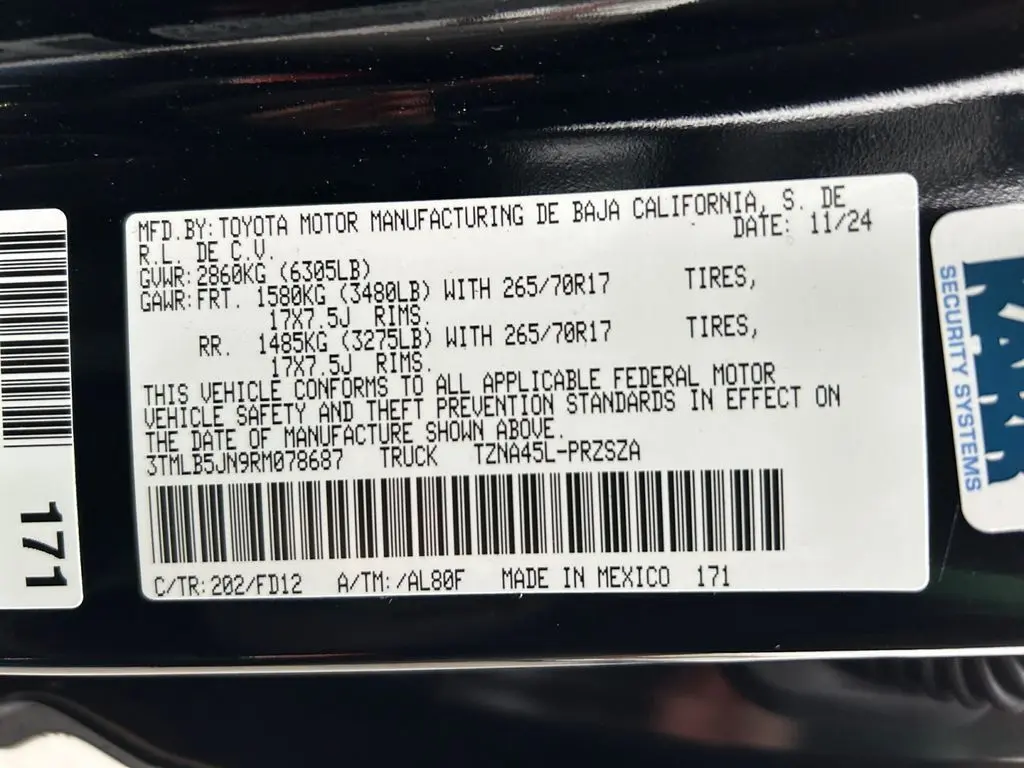 MFD.BY: TOYOTA MOTOR MANUFACTURING DE BAJA CALIFORNIA, S. DE
R.L. DE C.V. DATE: 11/24
GVWR: 2860KG (6305LB)
GAWR: FRT. 1580KG (3480LB) WITH 265/70R17 TIRES,
17X7.5J RIMS.
RR. 1485KG (3275LB) WITH 265/70R17 TIRES,
17X7.5J RIMS.
THIS VEHICLE CONFORMS TO ALL APPLICABLE FEDERAL MOTOR
VEHICLE SAFETY AND THEFT PREVENTION STANDARDS IN EFFECT ON
THE DATE OF MANUFACTURE SHOWN ABOVE.
3TMLB5JN9RM078687 TRUCK TZNA45L-PRZSZA
C/TR: 202/FD12 A/TM: /AL80F MADE IN MEXICO 171
171
SECURITY SYSTEMS